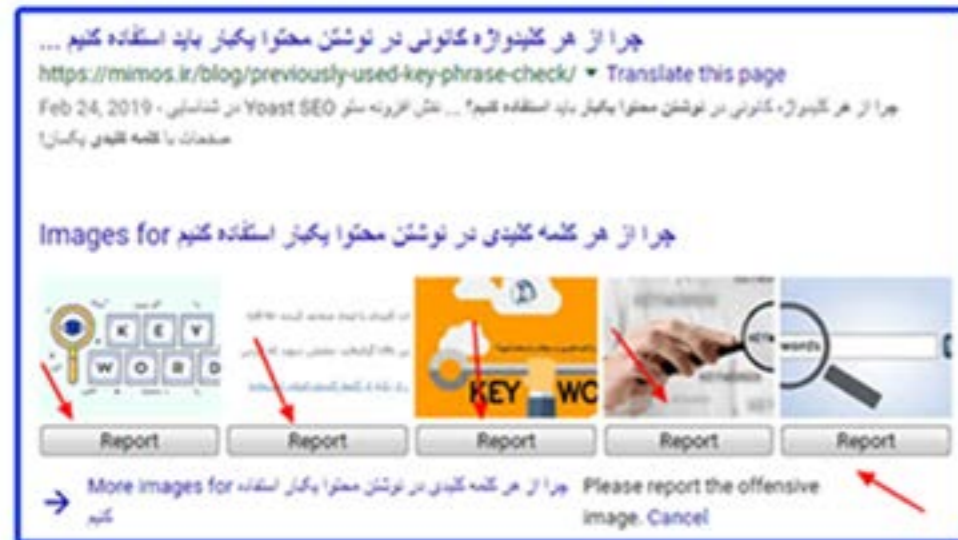 چرا از هر کلیدواژه کانونی در نوشتن محتوا یکبار باید استفاده کنیم ...
https://mimos.ir/blog/previously-used-key-phrase-check/ ▼ Translate this page
Feb 24, 2019 - چرا از هر کلیدواژه کانونی در نوشتن محتوا یکبار باید استفاده کنیم؟ ... نقش افزونه سئو Yoast SEO در شناسایی
صفحات با کلمه کلیدی یکسان!
Images for چرا از هر کلمه کلیدی در نوشتن محتوا یکبار استفاده کنیم
K E Y
W O R D
KEY WO
words
Report Report Report Report Report
→ More images for چرا از هر کلمه کلیدی در نوشتن محتوا یکبار استفاده
کنیم
Please report the offensive
image. Cancel